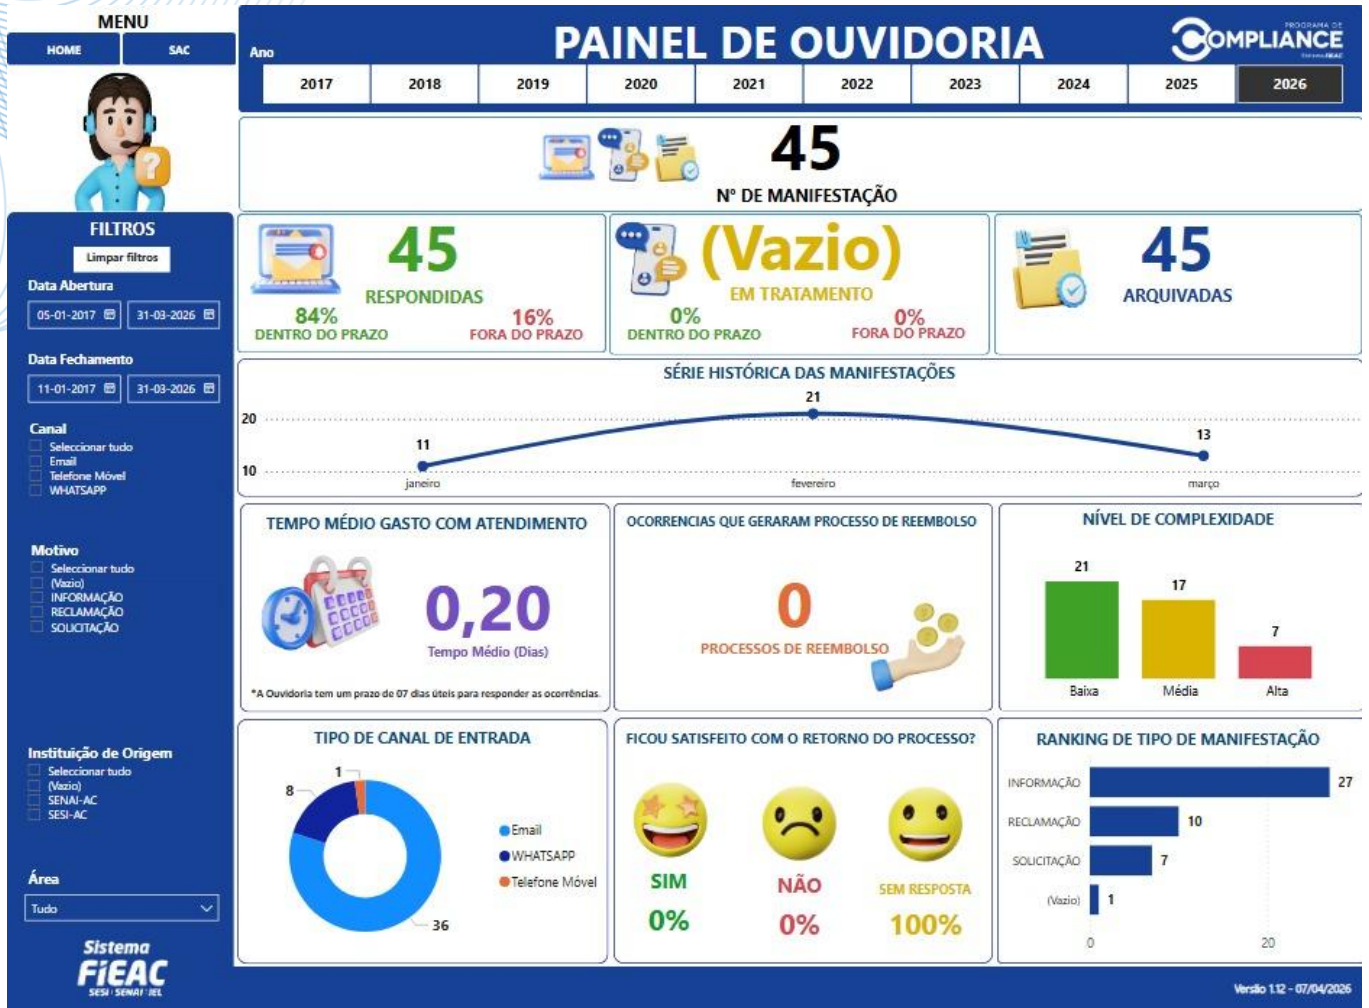 MENU
HOME
SAC
Ano
PAINEL DE OUVIDORIA
PROGRAMA DE
COMPLIANCE
Sistema FIEAC
2017
2018
2019
2020
2021
2022
2023
2024
2025
2026
?
45
Nº DE MANIFESTAÇÃO
FILTROS
Limpar filtros
Data Abertura
05-01-2017
31-03-2026
Data Fechamento
11-01-2017
31-03-2026
Canal
Seleccionar tudo
Email
Telefone Móvel
WHATSAPP
Motivo
Seleccionar tudo
(Vazio)
INFORMAÇÃO
RECLAMAÇÃO
SOLICITAÇÃO
Instituição de Origem
Seleccionar tudo
(Vazio)
SENAI-AC
SESI-AC
Área
Tudo
Sistema
FIEAC
SESI SENAI IEL
45
RESPONDIDAS
84%
DENTRO DO PRAZO
16%
FORA DO PRAZO
(Vazio)
EM TRATAMENTO
0%
DENTRO DO PRAZO
0%
FORA DO PRAZO
45
ARQUIVADAS
SÉRIE HISTÓRICA DAS MANIFESTAÇÕES
20
10
11
21
13
janeiro
fevereiro
março
TEMPO MÉDIO GASTO COM ATENDIMENTO
0,20
Tempo Médio (Dias)
*A Ouvidoria tem um prazo de 07 dias úteis para responder as ocorrências.
OCORRENCIAS QUE GERARAM PROCESSO DE REEMBOLSO
0
PROCESSOS DE REEMBOLSO
NÍVEL DE COMPLEXIDADE
21
17
7
Baixa
Média
Alta
TIPO DE CANAL DE ENTRADA
1
8
36
Email
WHATSAPP
Telefone Móvel
FICOU SATISFEITO COM O RETORNO DO PROCESSO?
SIM
0%
NÃO
0%
SEM RESPOSTA
100%
RANKING DE TIPO DE MANIFESTAÇÃO
INFORMAÇÃO
27
RECLAMAÇÃO
10
SOLICITAÇÃO
7
(Vazio)
1
0
20
Versão 1.12 - 07/04/2026